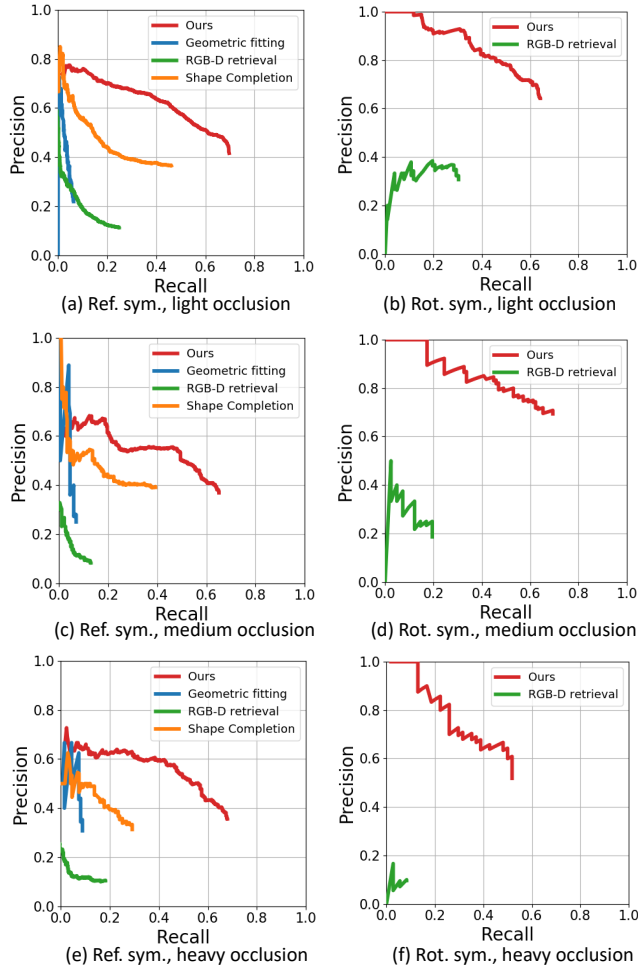 1.0
0.8
0.6
0.4
0.2
0.0
Precision
Ours
Geometric fitting
RGB-D retrieval
Shape Completion
0.0 0.2 0.4 0.6 0.8 1.0
Recall
(a) Ref. sym., light occlusion
1.0
0.8
0.6
0.4
0.2
0.0
Precision
Ours
RGB-D retrieval
0.0 0.2 0.4 0.6 0.8 1.0
Recall
(b) Rot. sym., light occlusion
1.0
0.8
0.6
0.4
0.2
0.0
Precision
Ours
Geometric fitting
RGB-D retrieval
Shape Completion
0.0 0.2 0.4 0.6 0.8 1.0
Recall
(c) Ref. sym., medium occlusion
1.0
0.8
0.6
0.4
0.2
0.0
Precision
Ours
RGB-D retrieval
0.0 0.2 0.4 0.6 0.8 1.0
Recall
(d) Rot. sym., medium occlusion
1.0
0.8
0.6
0.4
0.2
0.0
Precision
Ours
Geometric fitting
RGB-D retrieval
Shape Completion
0.0 0.2 0.4 0.6 0.8 1.0
Recall
(e) Ref. sym., heavy occlusion
1.0
0.8
0.6
0.4
0.2
0.0
Precision
Ours
RGB-D retrieval
0.0 0.2 0.4 0.6 0.8 1.0
Recall
(f) Rot. sym., heavy occlusion